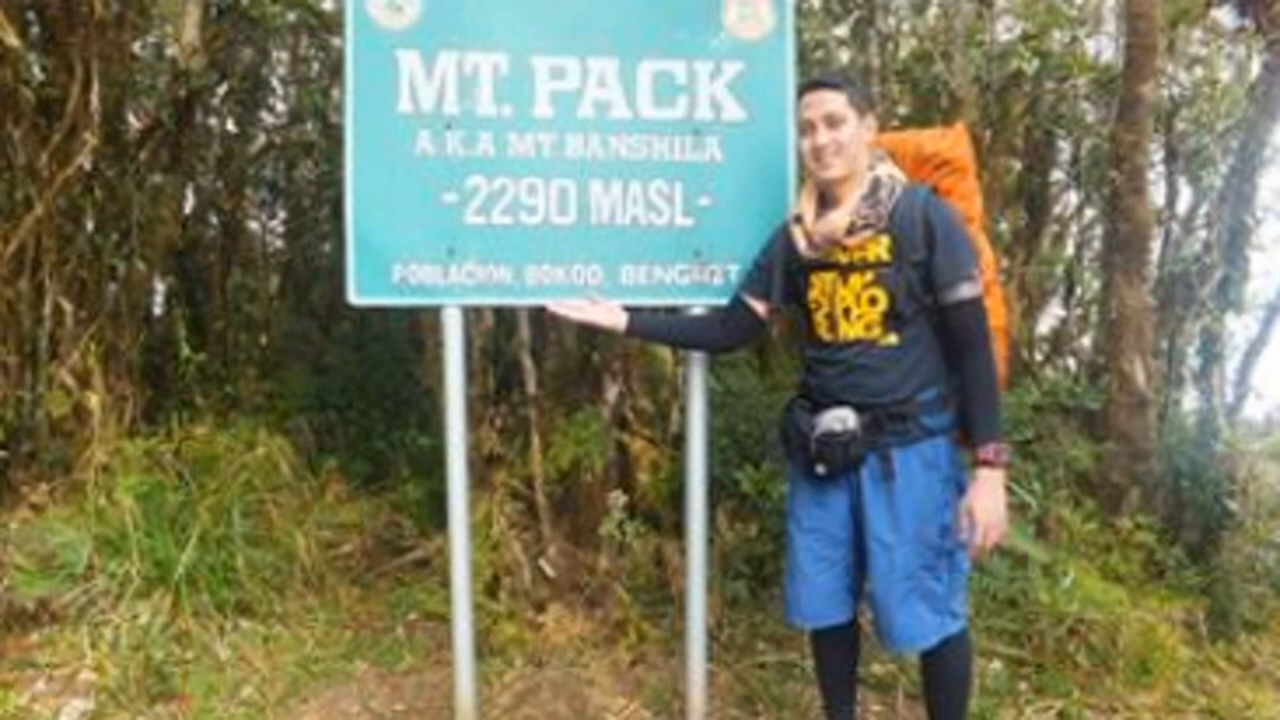 MT. PACK
A.K.A MT. BANSHILA
-2290 MASL-
POBLACION, BOKOD, BENGUET